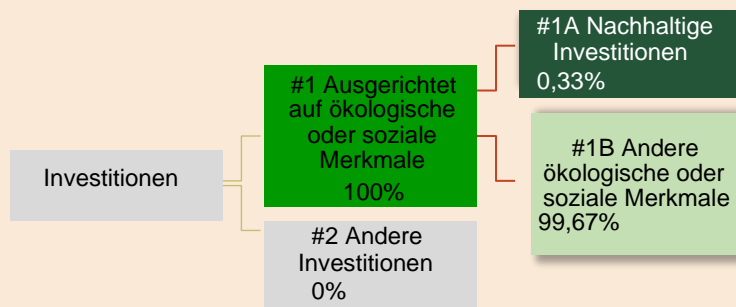 Investitionen
#1 Ausgerichtet
auf ökologische
oder soziale
Merkmale
100%
#2 Andere
Investitionen
0%
#1A Nachhaltige
Investitionen
0,33%
#1B Andere
ökologische oder
soziale Merkmale
99,67%